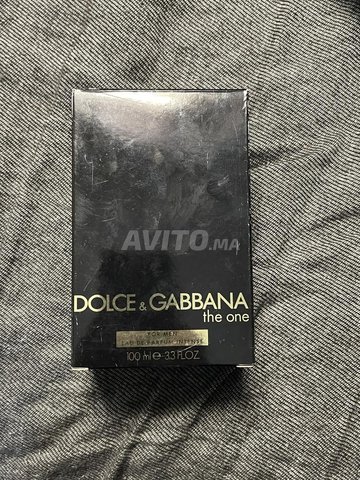 AVITO.MA
DOLCE & GABBANA
the one
FOR MEN
EAU DE PARFUM INTENSE
100 ml e 3.3 FL.OZ